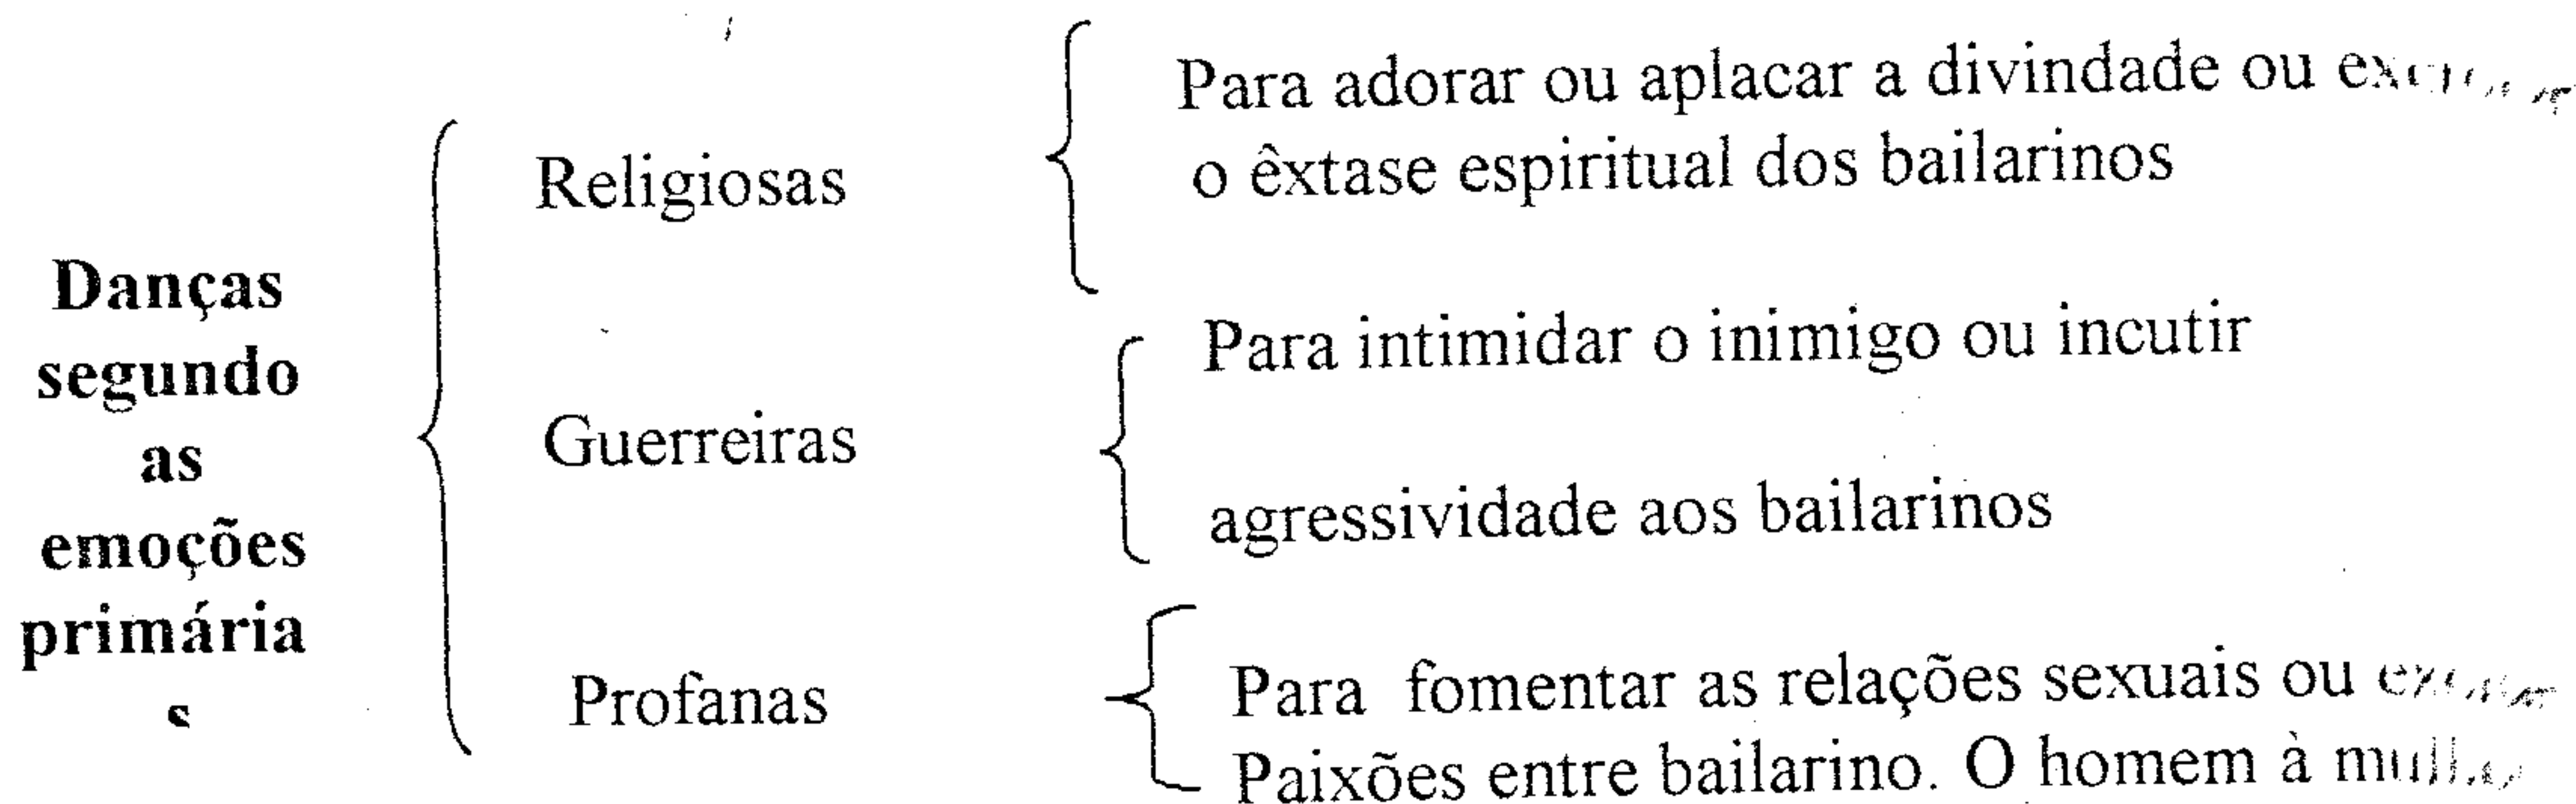 Danças
segundo
as
emoções
primária
s
Religiosas
Para adorar ou aplacar a divindade ou
o êxtase espiritual dos bailarinos
Guerreiras
Para intimidar o inimigo ou incutir
agressividade aos bailarinos
Profanas
Para fomentar as relações sexuais ou
Paixões entre bailarino. O homem à